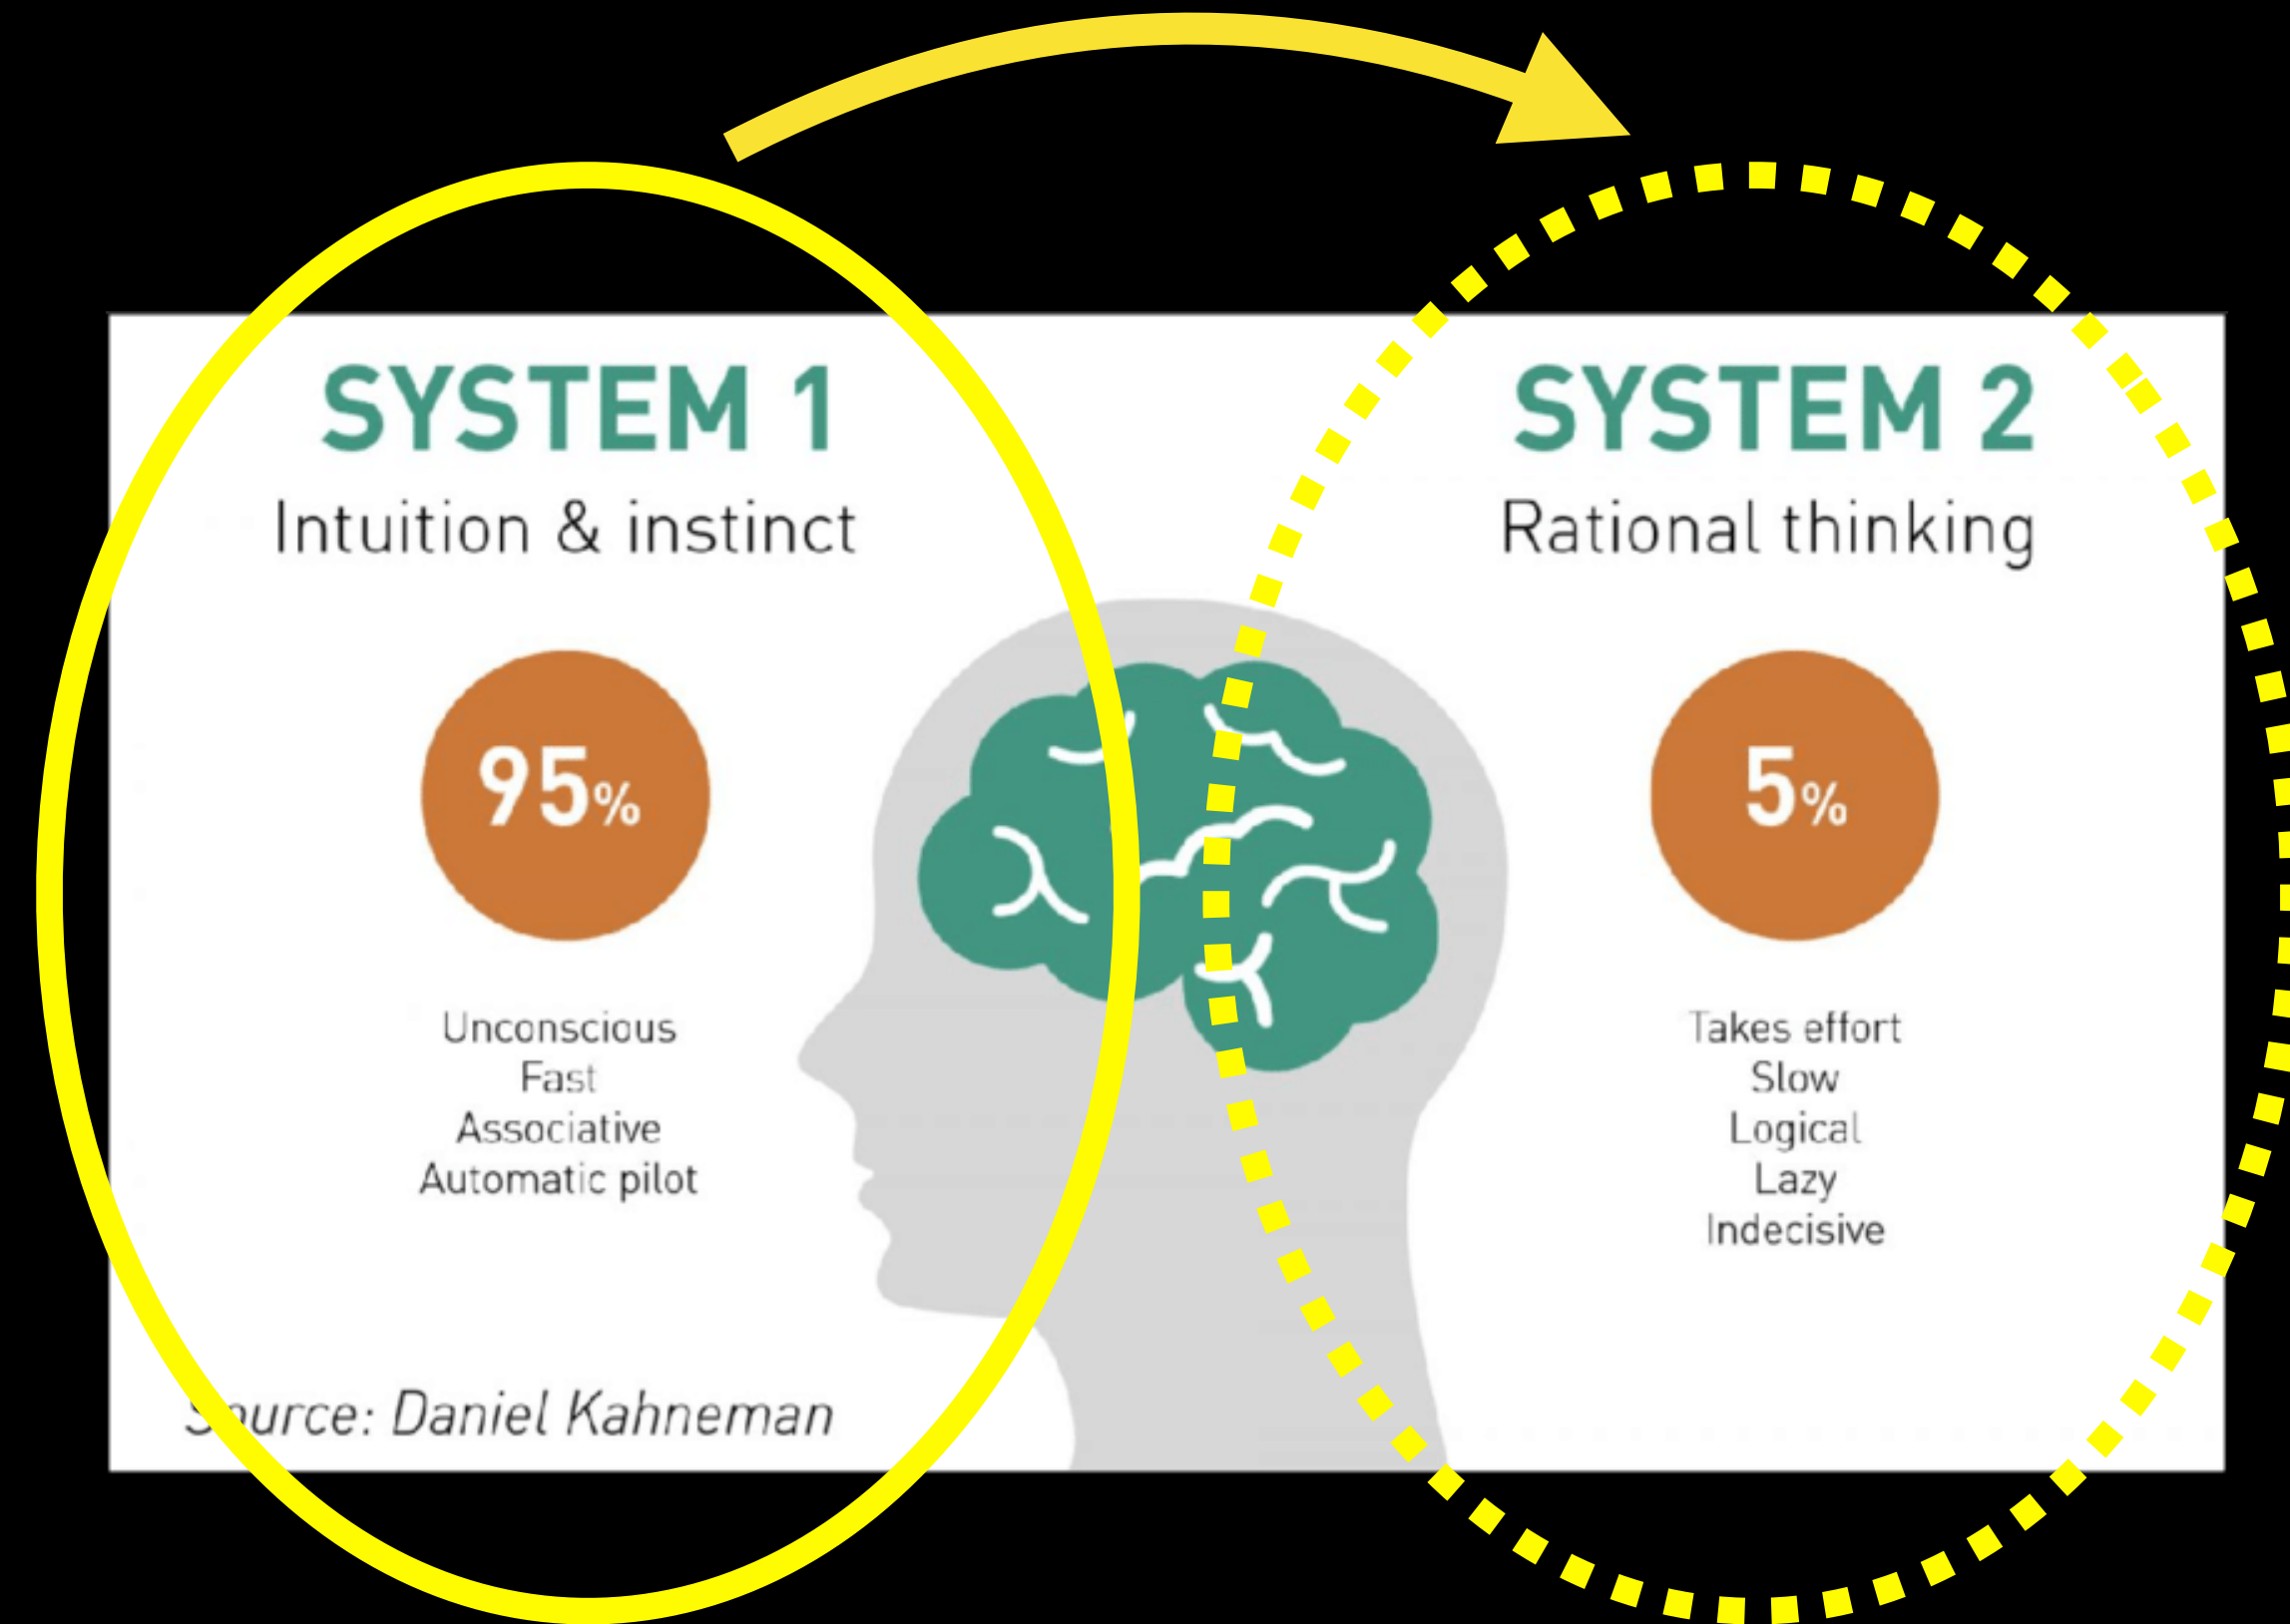 SYSTEM 1
Intuition & instinct
95%
Unconscious
Fast
Associative
Automatic pilot
Source: Daniel Kahneman
SYSTEM 2
Rational thinking
5%
Takes effort
Slow
Logical
Lazy
Indecisive